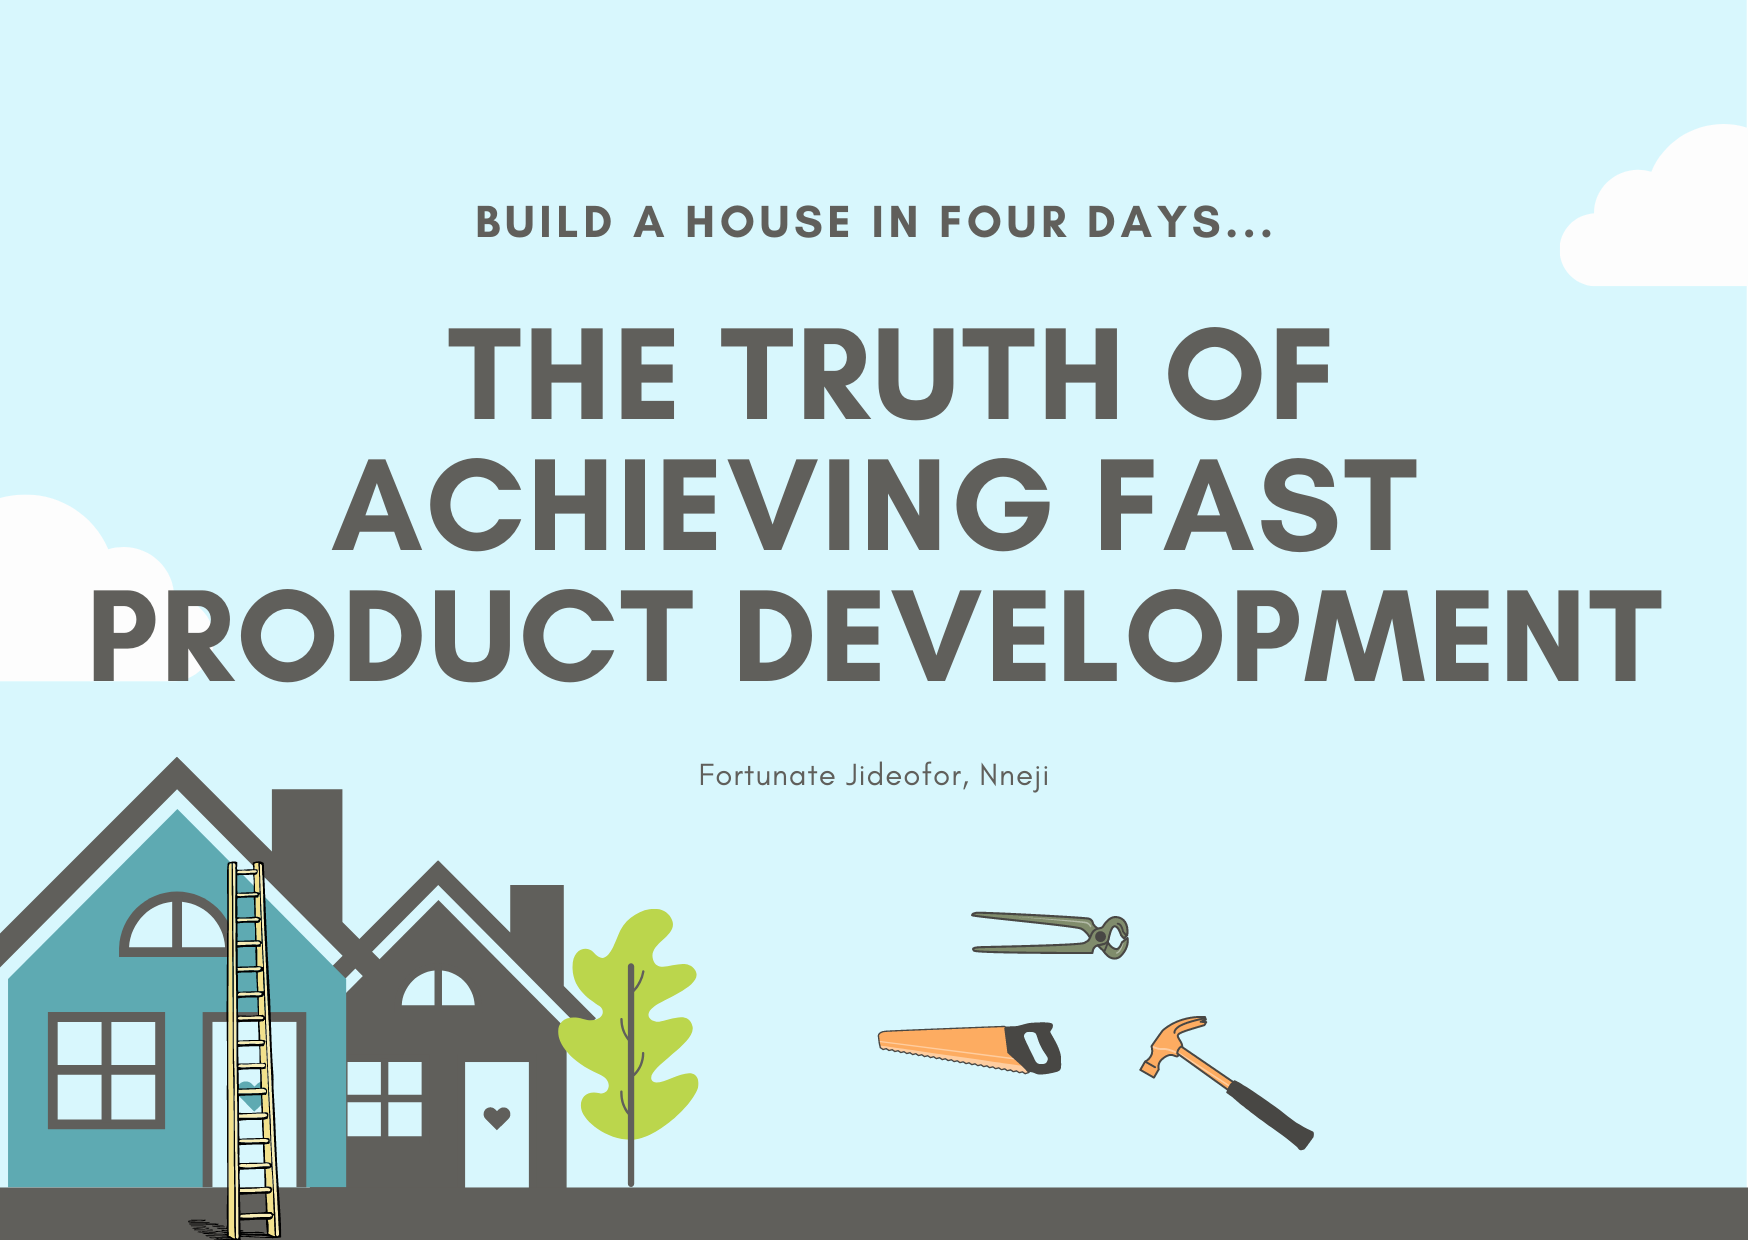 BUILD A HOUSE IN FOUR DAYS...
THE TRUTH OF
ACHIEVING FAST
PRODUCT DEVELOPMENT
Fortunate Jideofor, Nneji